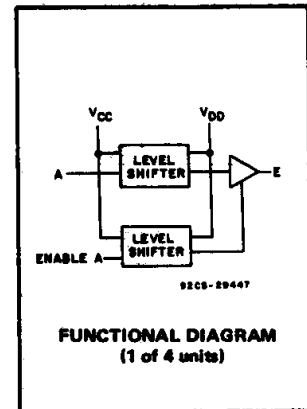 VCC VDD
LEVEL
SHIFTER
A E
LEVEL
SHIFTER
ENABLE A
92CS-29447
FUNCTIONAL DIAGRAM
(1 of 4 units)